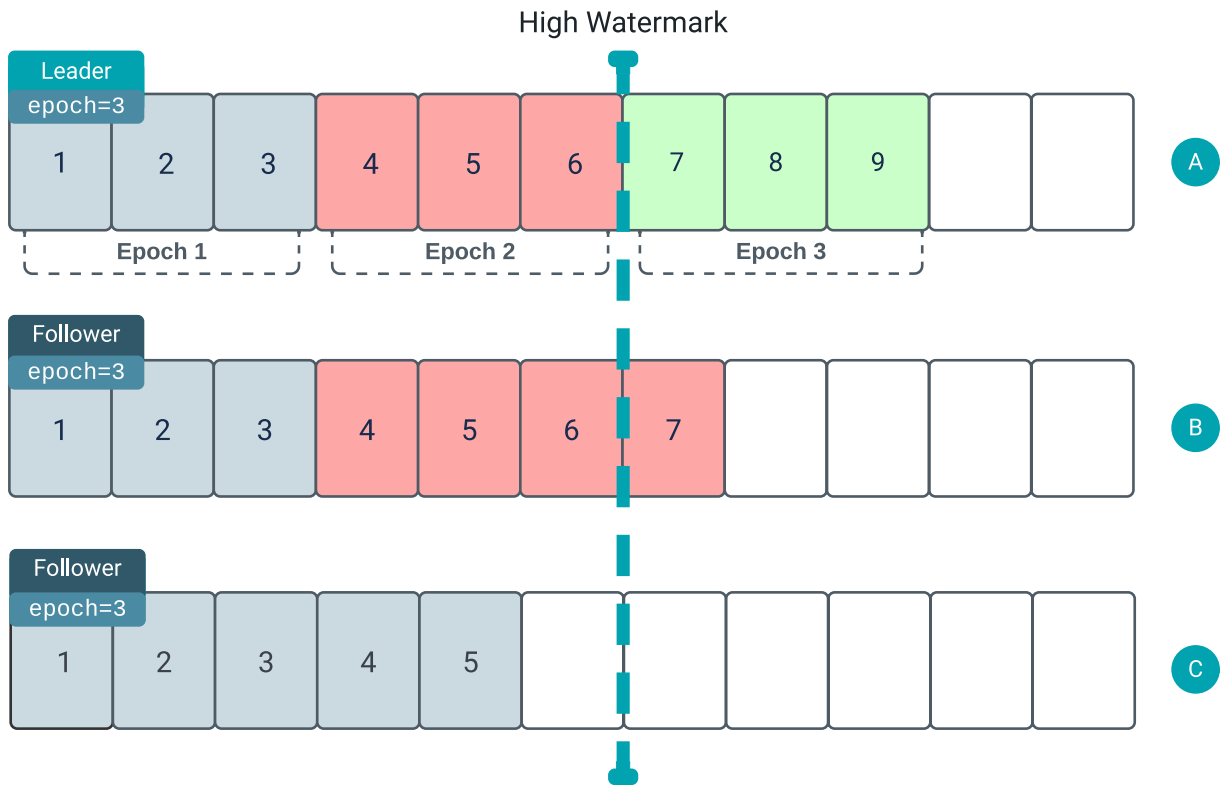 High Watermark
Leader
epoch=3
1 2 3 4 5 6 7 8 9
A
Epoch 1 Epoch 2 Epoch 3
Follower
epoch=3
1 2 3 4 5 6 7
B
Follower
epoch=3
1 2 3 4 5
C